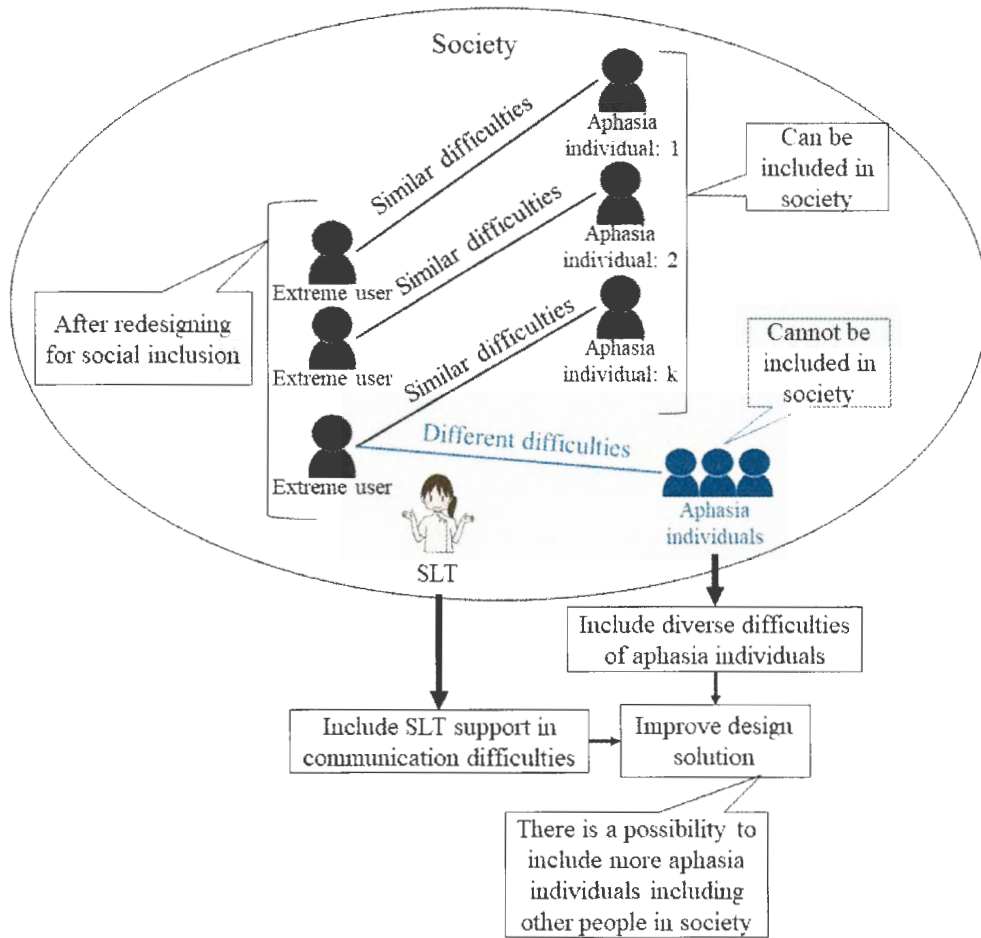 Society
Similar difficulties
Aphasia
individual: 1
Can be
included in
society
Similar difficulties
Aphasia
individual: 2
Extreme user
After redesigning
for social inclusion
Similar difficulties
Aphasia
individual: k
Extreme user
Cannot be
included in
society
Different difficulties
Extreme user
Aphasia
individuals
SLT
Include diverse difficulties
of aphasia individuals
Include SLT support in
communication difficulties
Improve design
solution
There is a possibility to
include more aphasia
individuals including
other people in society